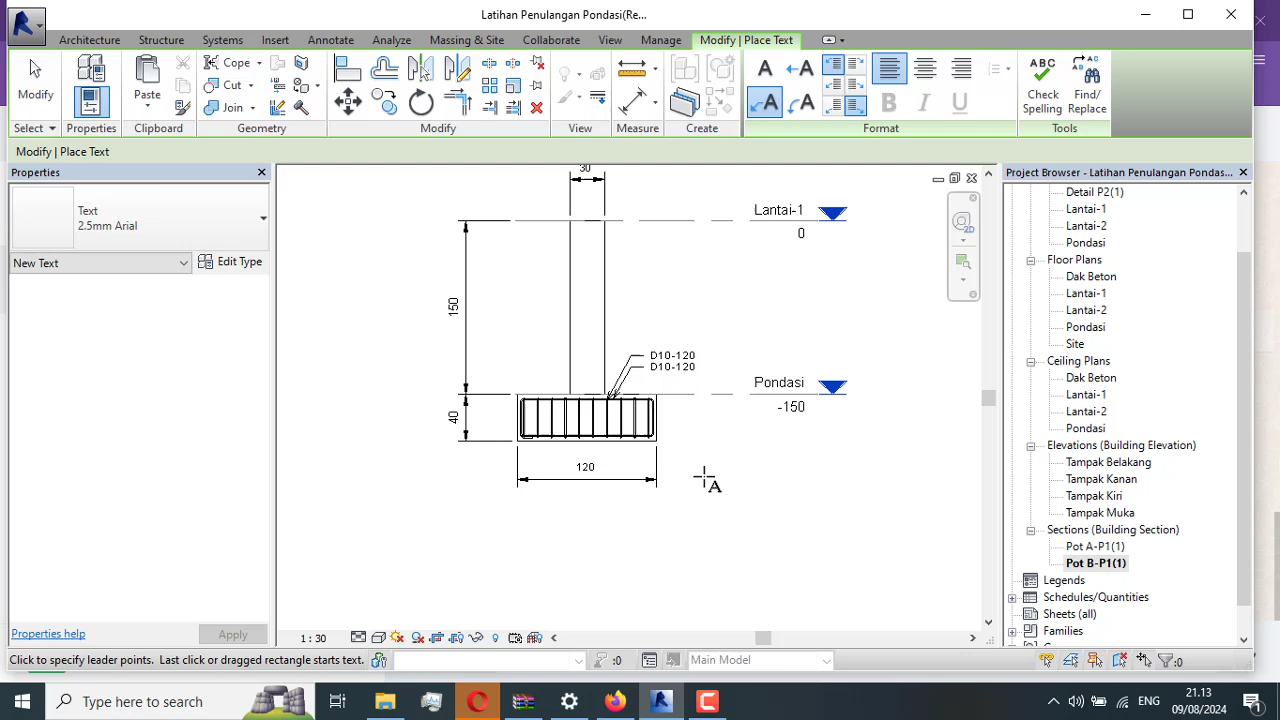 Latihan Penulangan Pondasi(Re...
Architecture Structure Systems Insert Annotate Analyze Massing & Site Collaborate View Manage Modify | Place Text
Modify
Paste
Cope
Cut
Join
A
A
A
A
B
I
U
ABC
Check
Spelling
Find/
Replace
Select Properties Clipboard Geometry Modify View Measure Create Format Tools
Modify | Place Text
Properties
Text
2.5mm Arial
New Text
Edit Type
Properties help
Apply
30
Lantai-1
0
150
D10-120
D10-120
Pondasi
-150
40
120
A
2D
1 : 30
Project Browser - Latihan Penulangan Pondas...
Detail P2(1)
Lantai-1
Lantai-2
Pondasi
Floor Plans
Dak Beton
Lantai-1
Lantai-2
Pondasi
Site
Ceiling Plans
Dak Beton
Lantai-1
Lantai-2
Pondasi
Elevations (Building Elevation)
Tampak Belakang
Tampak Kanan
Tampak Kiri
Tampak Muka
Sections (Building Section)
Pot A-P1(1)
Pot B-P1(1)
Legends
Schedules/Quantities
Sheets (all)
Families
Click to specify leader points. Last click or dragged rectangle starts text.
:0
Main Model
:0
Type here to search
ENG
21.13
09/08/2024
1